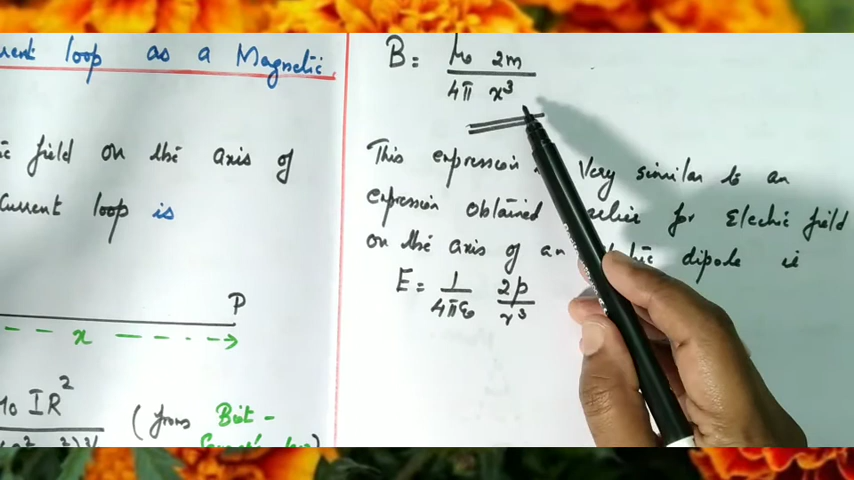 loop as a Magnetic
field on the axis of
Current loop is
P
x
μ₀ IR²
(from Biot-
B = μ₀ 2m
4π x³
This expression very similar to an
expression obtained for Electric field
on the axis of an dipole is
E = 1 2p
4πε₀ r³